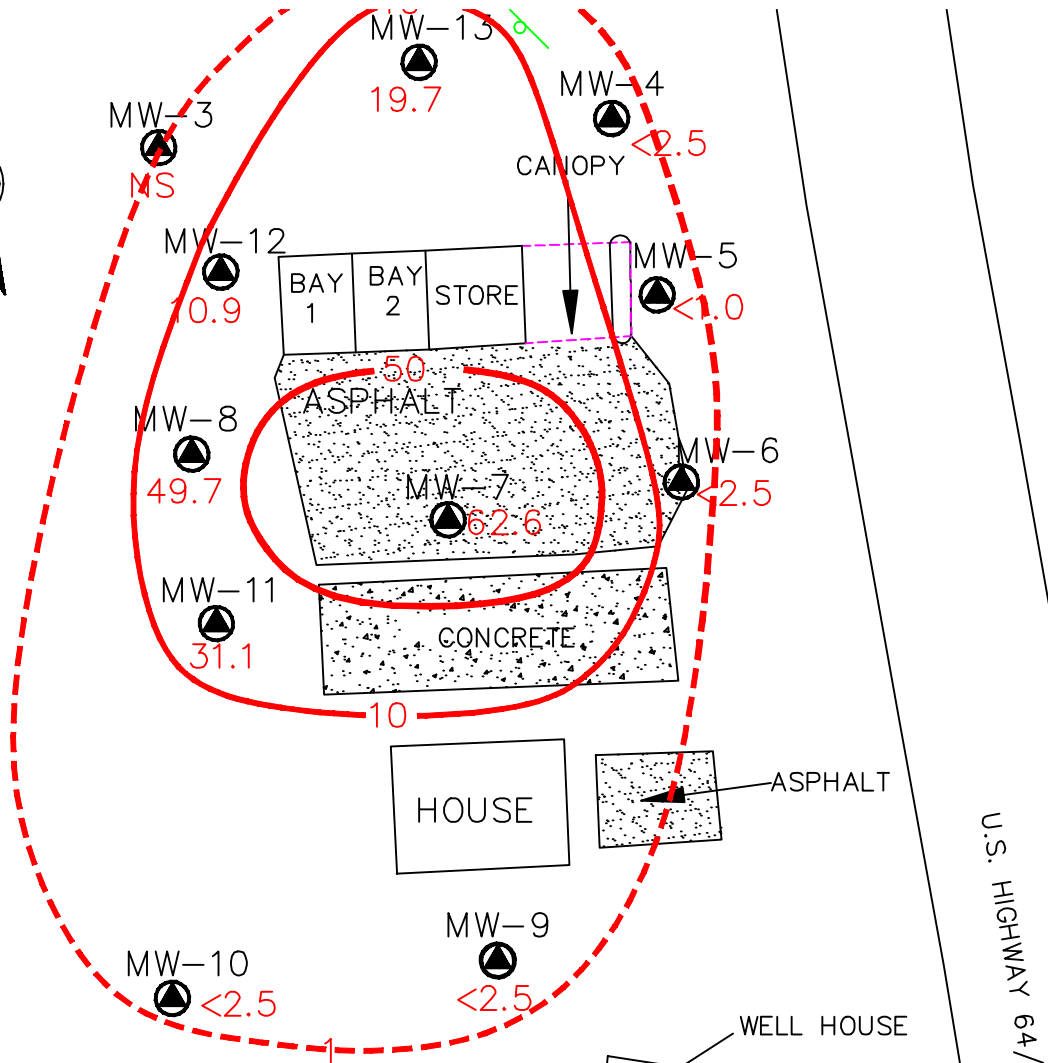 MW-13
19.7
MW-4
<2.5
MW-3
NS
CANOPY
MW-12
10.9
BAY
1
BAY
2
STORE
MW-5
<1.0
50
ASPHALT
MW-8
49.7
MW-7
62.6
MW-6
<2.5
MW-11
31.1
CONCRETE
10
HOUSE
ASPHALT
U.S. HIGHWAY 64/
MW-9
<2.5
MW-10
<2.5
WELL HOUSE
1